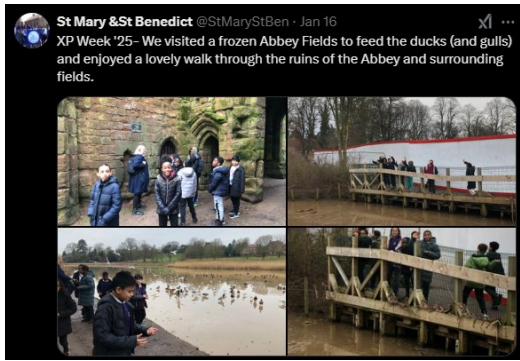 St Mary &St Benedict @StMaryStBen · Jan 16
XP Week '25- We visited a frozen Abbey Fields to feed the ducks (and gulls)
and enjoyed a lovely walk through the ruins of the Abbey and surrounding
fields.